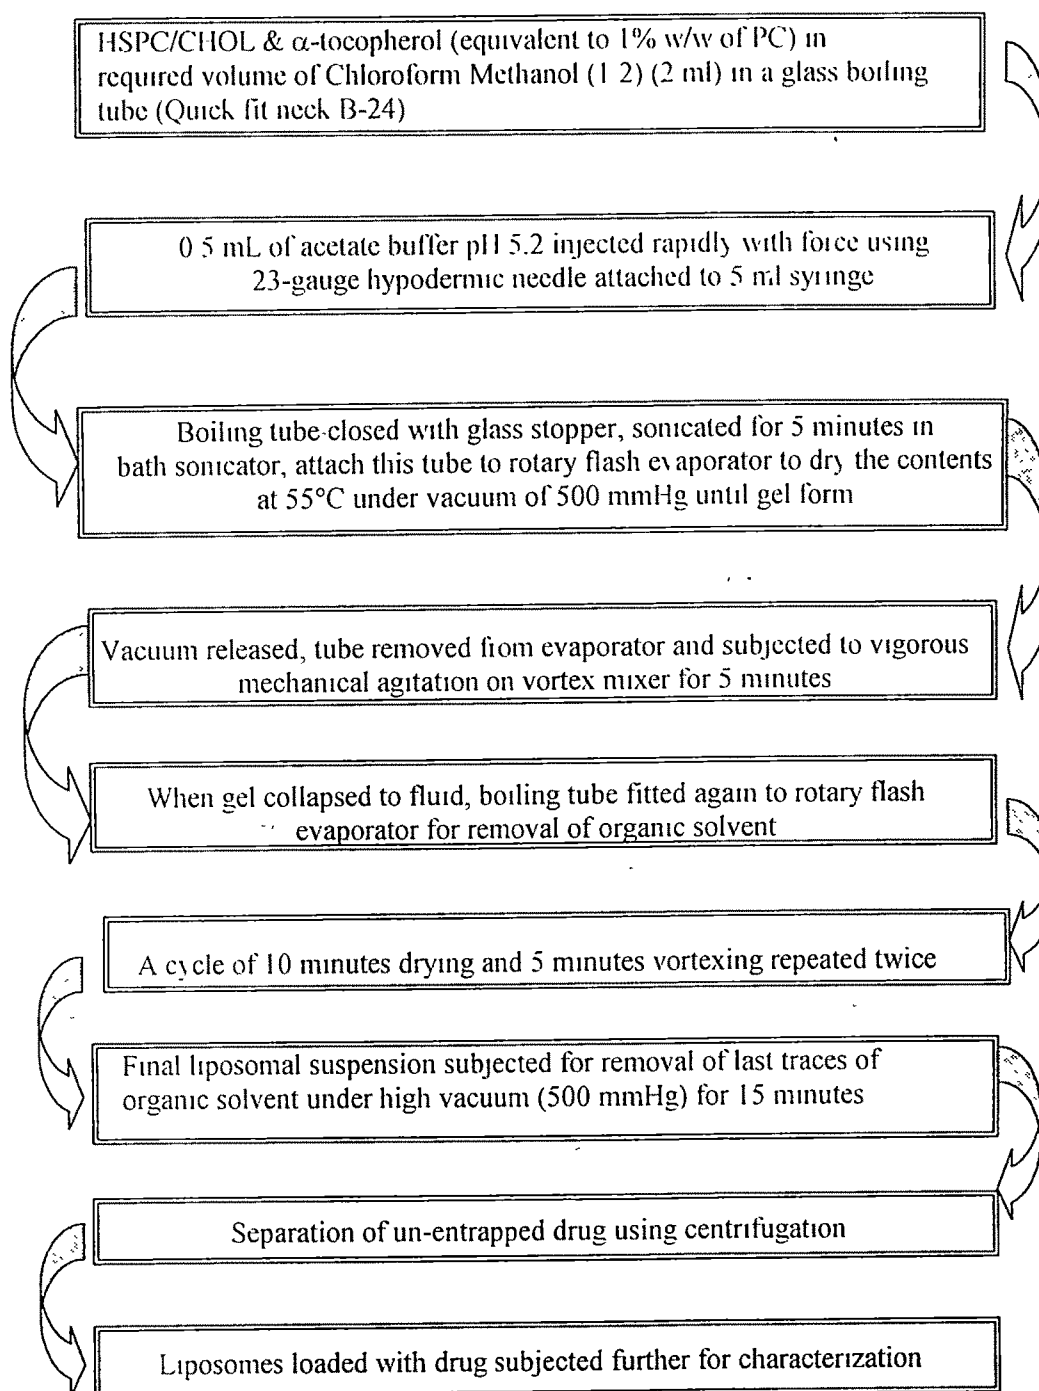 HSPC/CHOL & α-tocopherol (equivalent to 1% w/w of PC) in
required volume of Chloroform Methanol (1 2) (2 ml) in a glass boiling
tube (Quick fit neck B-24)
0 5 mL of acetate buffer pH 5.2 injected rapidly with force using
23-gauge hypodermic needle attached to 5 ml syringe
Boiling tube closed with glass stopper, sonicated for 5 minutes in
bath sonicator, attach this tube to rotary flash evaporator to dry the contents
at 55°C under vacuum of 500 mmHg until gel form
Vacuum released, tube removed from evaporator and subjected to vigorous
mechanical agitation on vortex mixer for 5 minutes
When gel collapsed to fluid, boiling tube fitted again to rotary flash
evaporator for removal of organic solvent
A cycle of 10 minutes drying and 5 minutes vortexing repeated twice
Final liposomal suspension subjected for removal of last traces of
organic solvent under high vacuum (500 mmHg) for 15 minutes
Separation of un-entrapped drug using centrifugation
Liposomes loaded with drug subjected further for characterization